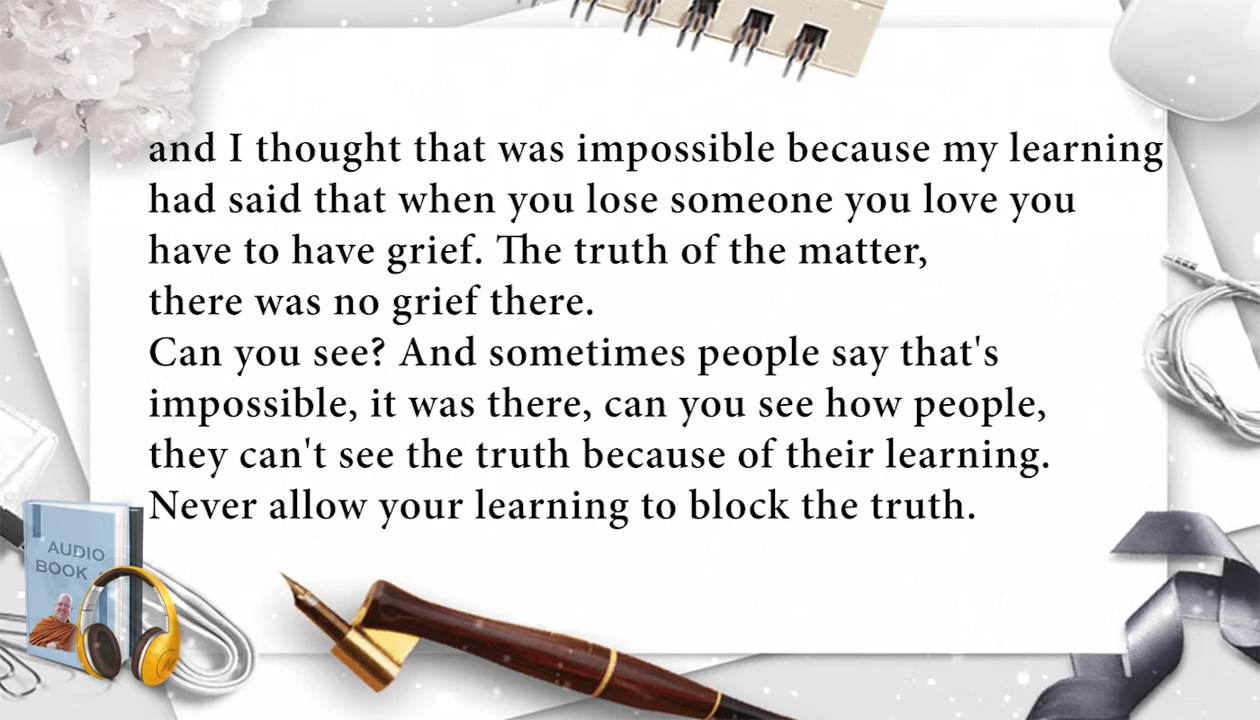 and I thought that was impossible because my learning
had said that when you lose someone you love you
have to have grief. The truth of the matter,
there was no grief there.
Can you see? And sometimes people say that's
impossible, it was there, can you see how people,
they can't see the truth because of their learning.
Never allow your learning to block the truth.
AUDIO
BOOK